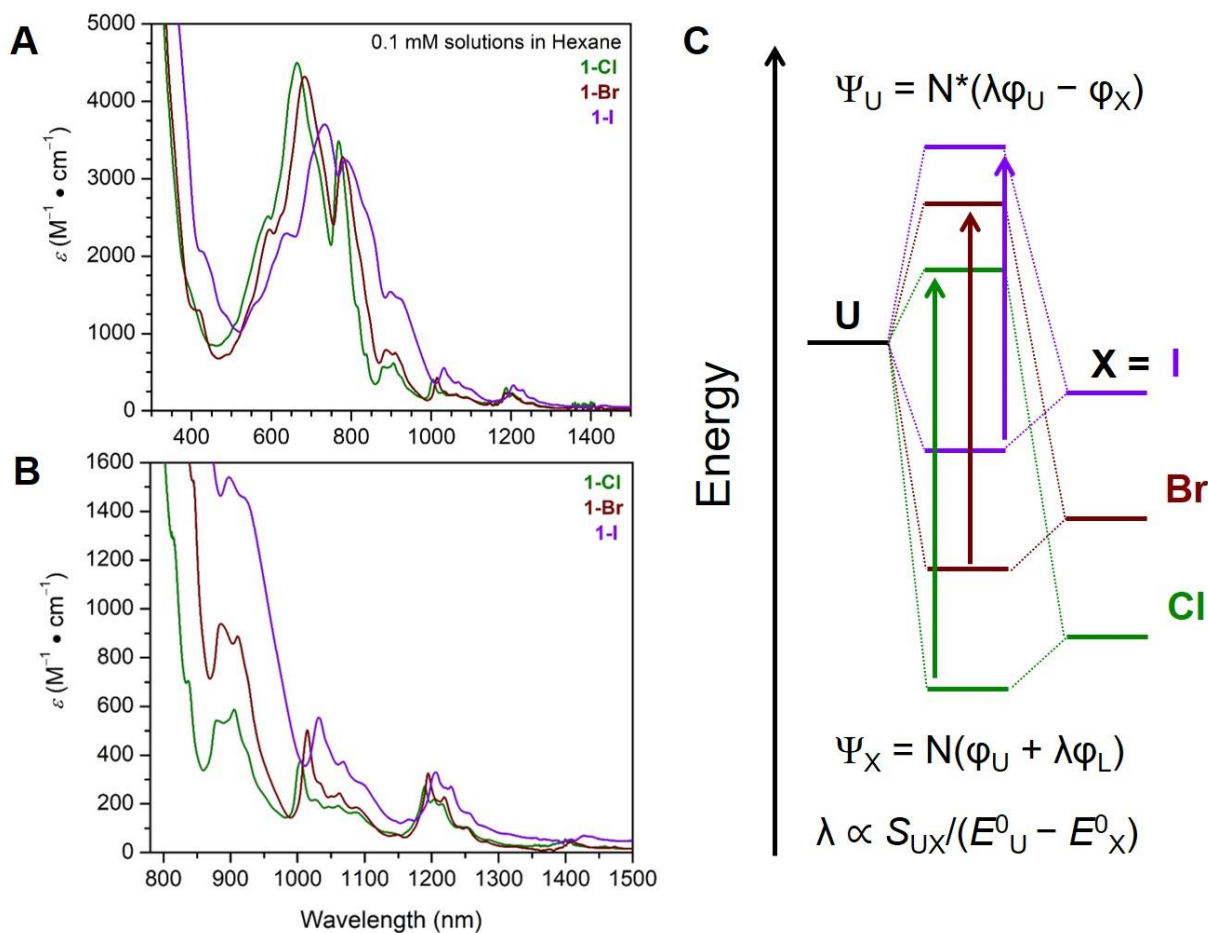 A
5000
4000
3000
2000
1000
0
ε (M⁻¹ • cm⁻¹)
0.1 mM solutions in Hexane
1-Cl
1-Br
1-I
400 600 800 1000 1200 1400
B
1600
1400
1200
1000
800
600
400
200
0
ε (M⁻¹ • cm⁻¹)
1-Cl
1-Br
1-I
800 900 1000 1100 1200 1300 1400 1500
Wavelength (nm)
C
Energy
Ψ_U = N*(λφ_U − φ_X)
U
X = I
Br
Cl
Ψ_X = N(φ_U + λφ_L)
λ ∝ S_UX/(E⁰_U − E⁰_X)